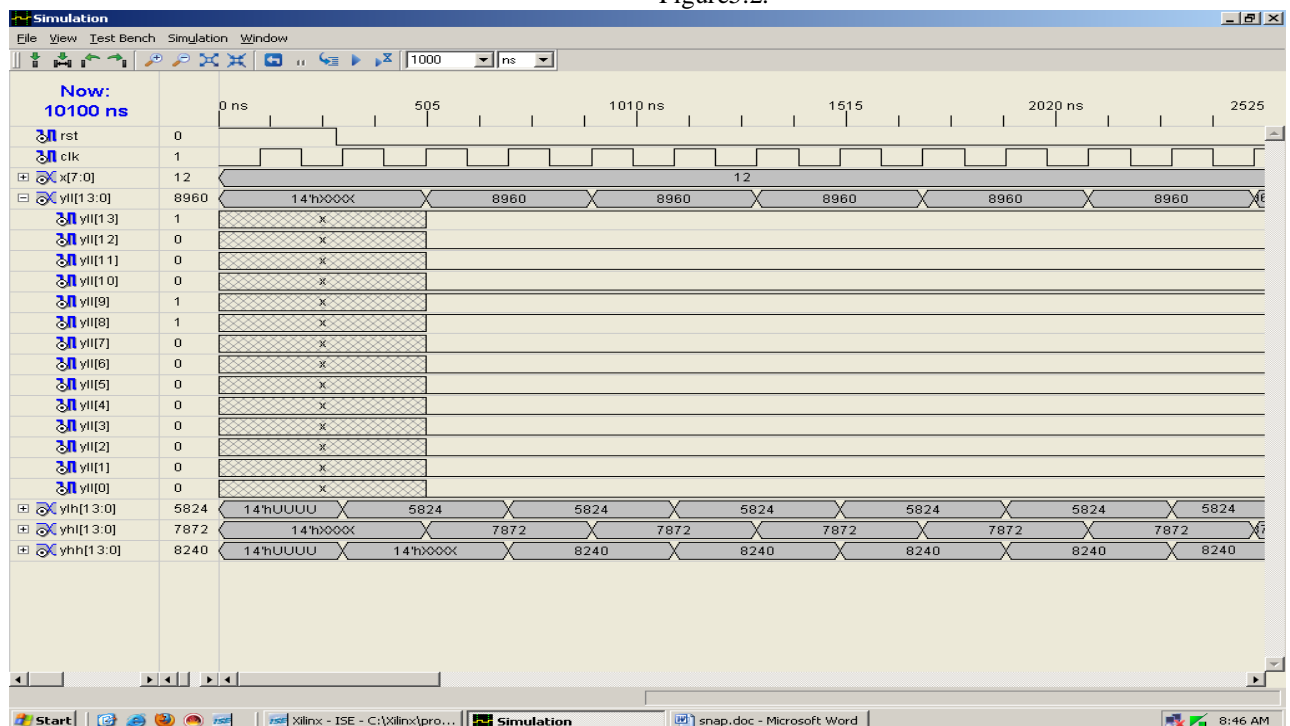 Figure5.2.
Simulation
File View Test Bench Simulation Window
1000 ns
Now:
10100 ns
0 ns 505 1010 ns 1515 2020 ns 2525
rst 0
clk 1
x[7:0] 12 12
yll[13:0] 8960 14'hXXXX 8960 8960 8960 8960 8960
yll[13] 1 x
yll[12] 0 x
yll[11] 0 x
yll[10] 0 x
yll[9] 1 x
yll[8] 1 x
yll[7] 0 x
yll[6] 0 x
yll[5] 0 x
yll[4] 0 x
yll[3] 0 x
yll[2] 0 x
yll[1] 0 x
yll[0] 0 x
ylh[13:0] 5824 14'hUUUU 5824 5824 5824 5824 5824 5824
yhl[13:0] 7872 14'hXXXX 7872 7872 7872 7872 7872
yhh[13:0] 8240 14'hUUUU 14'hXXXX 8240 8240 8240 8240 8240
Start Xilinx - ISE - C:\Xilinx\pro... Simulation snap.doc - Microsoft Word 8:46 AM